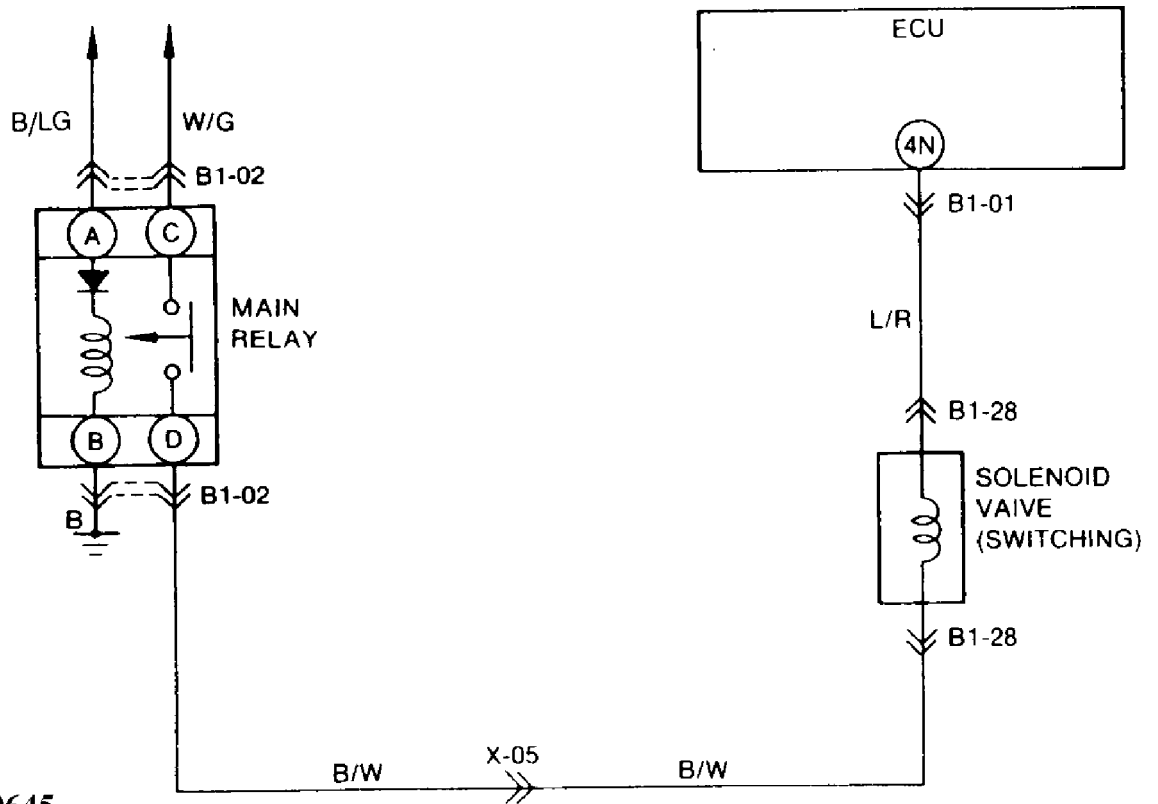 ECU
4N
B/LG
W/G
B1-02
B1-01
A
C
MAIN
RELAY
L/R
B1-28
B
D
SOLENOID
VAIVE
(SWITCHING)
B1-02
B
B1-28
X-05
B/W
B/W